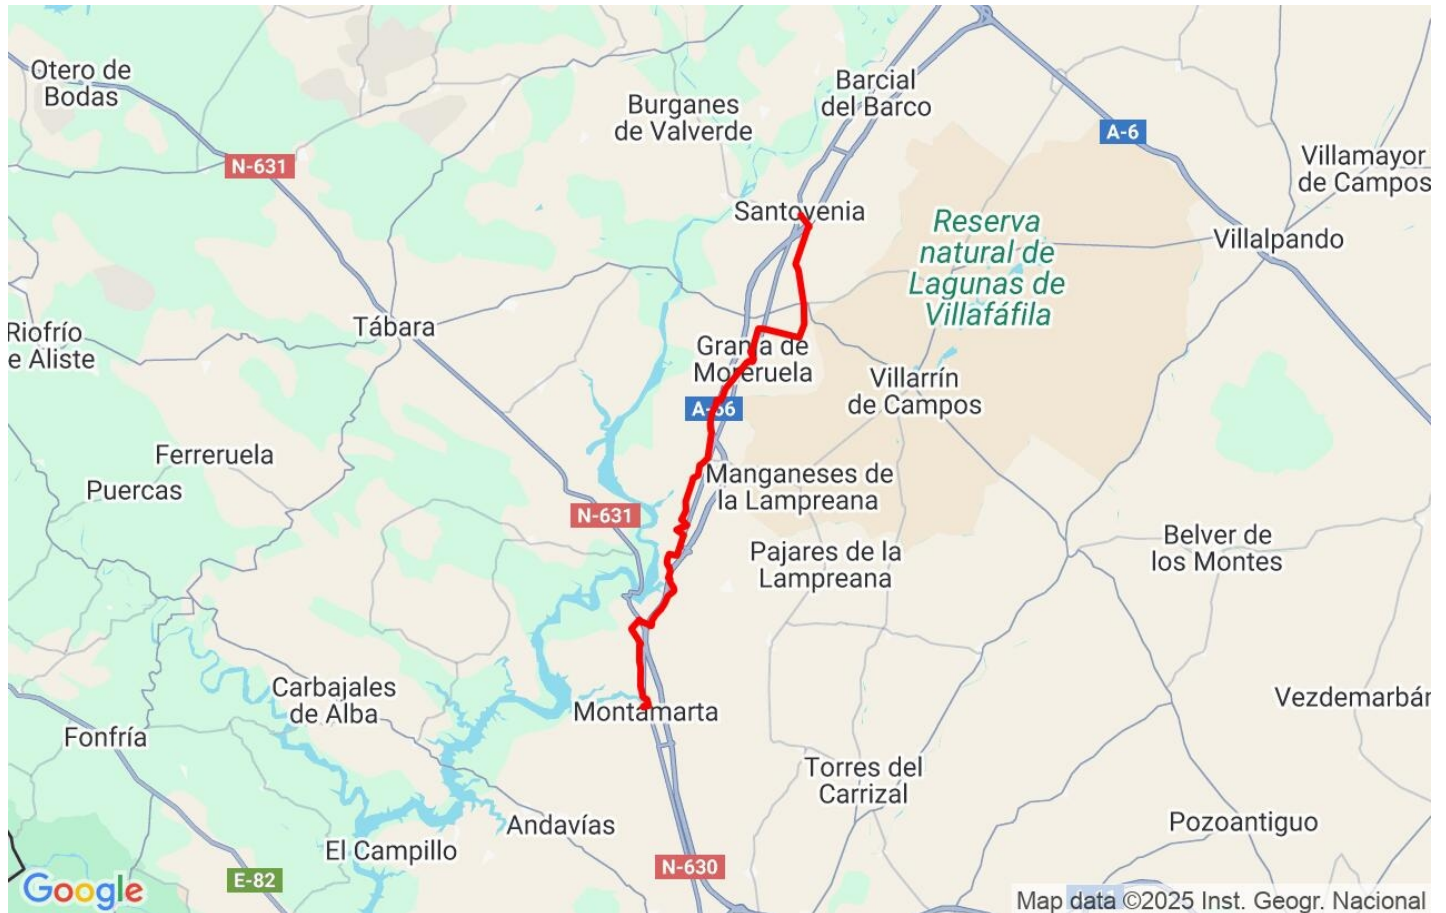 Otero de
Bodas
Barcial
del Barco
Burganes
de Valverde
A-6
N-631
Villamayor
de Campos
Santovenia
Reserva
natural de
Lagunas de
Villafáfila
Villalpando
Tábara
Riofrío
e Aliste
Granja de
Moreruela
Villarrín
de Campos
A-66
Ferreruela
Puercas
Manganeses de
la Lampreana
N-631
Belver de
los Montes
Pajares de la
Lampreana
Carbajales
de Alba
Montamarta
Vezdemarbár
Fonfría
Torres del
Carrizal
Andavías
Pozoantiguo
El Campillo
N-630
E-82
Google
Map data ©2025 Inst. Geogr. Nacional